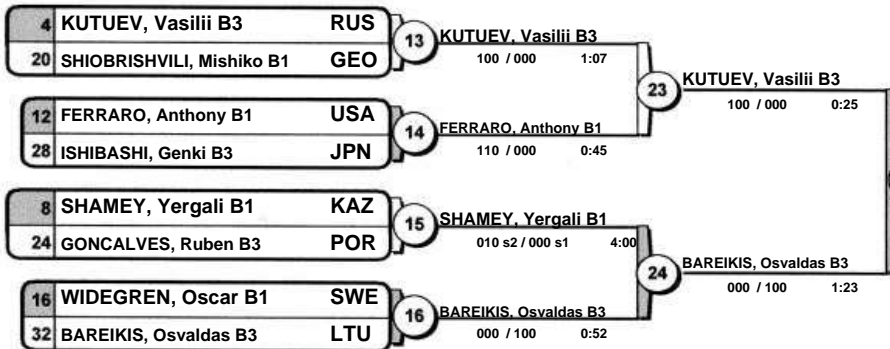 4 KUTUEV, Vasilii B3 RUS
20 SHIOBRISHVILI, Mishiko B1 GEO
13
KUTUEV, Vasilii B3
100 / 000 1:07
12 FERRARO, Anthony B1 USA
28 ISHIBASHI, Genki B3 JPN
14
FERRARO, Anthony B1
110 / 000 0:45
23
KUTUEV, Vasilii B3
100 / 000 0:25
8 SHAMEY, Yergali B1 KAZ
24 GONCALVES, Ruben B3 POR
15
SHAMEY, Yergali B1
010 s2 / 000 s1 4:00
16 WIDEGREN, Oscar B1 SWE
32 BAREIKIS, Osvaldas B3 LTU
16
BAREIKIS, Osvaldas B3
000 / 100 0:52
24
BAREIKIS, Osvaldas B3
000 / 100 1:23